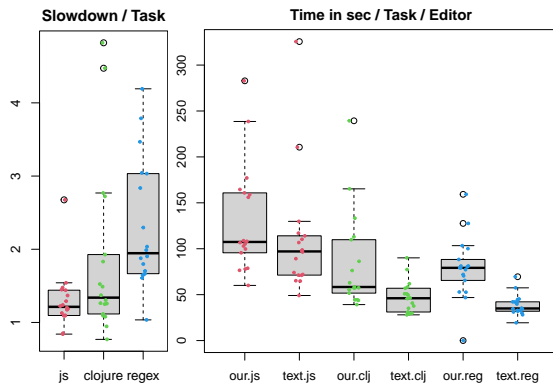 Slowdown / Task
Time in sec / Task / Editor
4
3
2
1
js clojure regex
300
250
200
150
100
50
0
our.js text.js our.clj text.clj our.reg text.reg